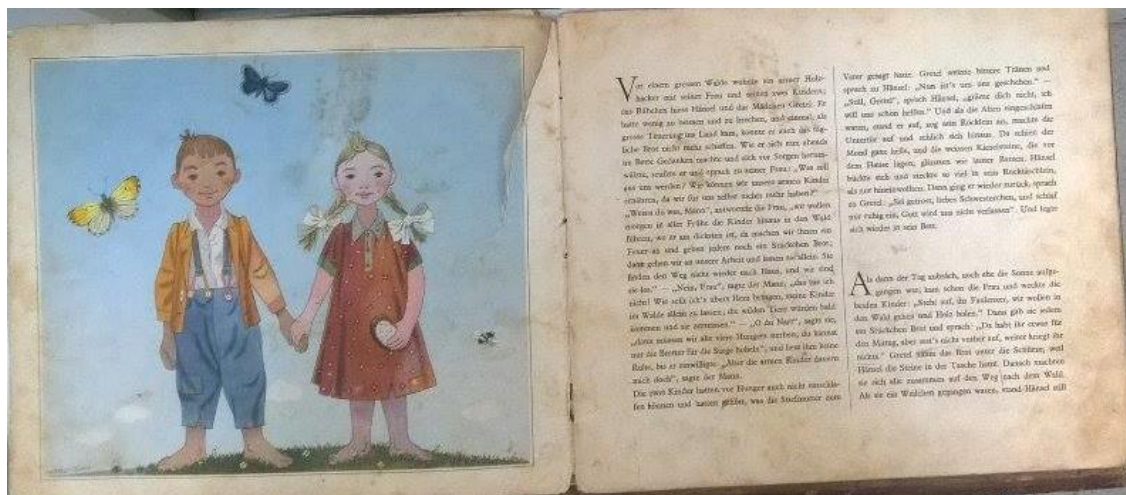 Vor einem grossen Walde wohnte ein armer Holz-
hacker mit seiner Frau und seinen zwei Kindern;
das Bübchen hiess Hänsel und das Mädchen Gretel. Er
hatte wenig zu beissen und zu brechen, und einmal, als
grosse Teuerung ins Land kam, konnte er auch das täg-
liche Brot nicht mehr schaffen. Wie er sich nun abends
im Bette Gedanken machte und sich vor Sorgen herum-
wälzte, seufzte er und sprach zu seiner Frau: „Was soll
aus uns werden? Wie können wir unsere armen Kinder
ernähren, da wir für uns selbst nichts mehr haben?“ —
„Weisst du was, Mann“, antwortete die Frau, „wir wollen
morgen in aller Frühe die Kinder hinaus in den Wald
führen, wo er am dicksten ist, da machen wir ihnen ein
Feuer an und geben jedem noch ein Stückchen Brot;
dann gehen wir an unsere Arbeit und lassen sie allein. Sie
finden den Weg nicht wieder nach Haus, und wir sind
sie los.“ — „Nein, Frau“, sagte der Mann, „das tue ich
nicht! Wie sollt ich's übers Herz bringen, meine Kinder
im Walde allein zu lassen; die wilden Tiere würden bald
kommen und sie zerreissen.“ — „O du Narr“, sagte sie,
„dann müssen wir alle viere Hungers sterben, du kannst
nur die Bretter für die Särge hobeln“, und liess ihm keine
Ruhe, bis er einwilligte. „Aber die armen Kinder dauern
mich doch“, sagte der Mann.
Die zwei Kinder hatten vor Hunger auch nicht einschla-
fen können und hatten gehört, was die Stiefmutter zum
Vater gesagt hatte. Gretel weinte bittere Tränen und
sprach zu Hänsel: „Nun ist's um uns geschehen.“ —
„Still, Gretel“, sprach Hänsel, „gräme dich nicht, ich
will uns schon helfen.“ Und als die Alten eingeschlafen
waren, stand er auf, zog sein Röcklein an, machte die
Untertür auf und schlich sich hinaus. Da schien der
Mond ganz helle, und die weissen Kieselsteine, die vor
dem Hause lagen, glänzten wie lauter Batzen. Hänsel
bückte sich und steckte so viel in sein Rocktäschlein,
als nur hineinwollten. Dann ging er wieder zurück, sprach
zu Gretel: „Sei getrost, liebes Schwesterchen, und schlaf
nur ruhig ein, Gott wird uns nicht verlassen“. Und legte
sich wieder in sein Bett.
Als dann der Tag anbrach, noch ehe die Sonne aufge-
gangen war, kam schon die Frau und weckte die
beiden Kinder: „Steht auf, ihr Faulenzer, wir wollen in
den Wald gehen und Holz holen.“ Dann gab sie jedem
ein Stückchen Brot und sprach: „Da habt ihr etwas für
den Mittag, aber esst's nicht vorher auf, weiter kriegt ihr
nichts.“ Gretel nahm das Brot unter die Schürze, weil
Hänsel die Steine in der Tasche hatte. Danach machten
sie sich alle zusammen auf den Weg nach dem Wald.
Als sie ein Weilchen gegangen waren, stand Hänsel still